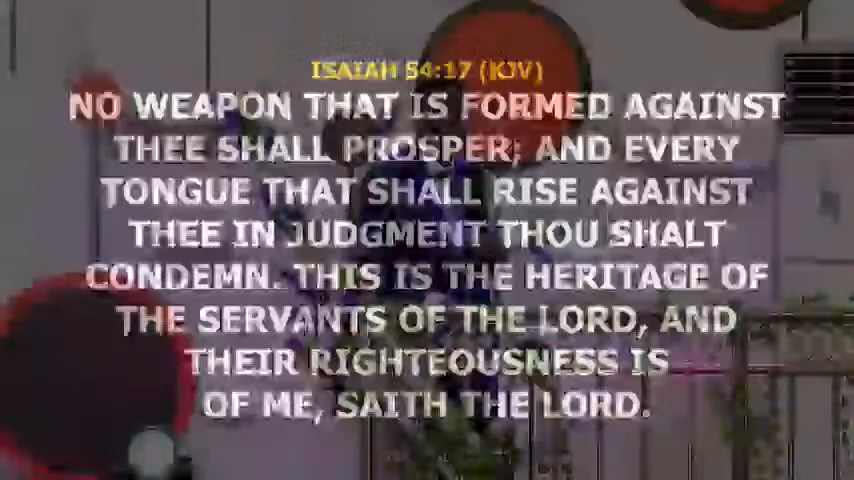 ISAIAH 54:17 (KJV)
NO WEAPON THAT IS FORMED AGAINST
THEE SHALL PROSPER; AND EVERY
TONGUE THAT SHALL RISE AGAINST
THEE IN JUDGMENT THOU SHALT
CONDEMN. THIS IS THE HERITAGE OF
THE SERVANTS OF THE LORD, AND
THEIR RIGHTEOUSNESS IS
OF ME, SAITH THE LORD.